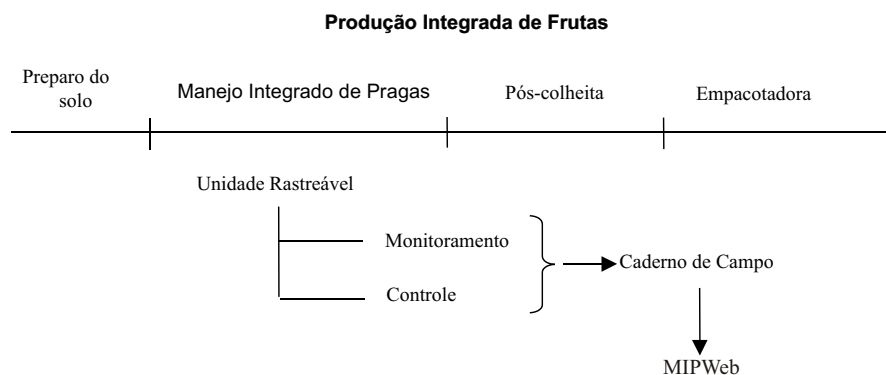 Produção Integrada de Frutas
Preparo do
solo
Manejo Integrado de Pragas
Pós-colheita
Empacotadora
Unidade Rastreável
Monitoramento
Controle
Caderno de Campo
MIPWeb